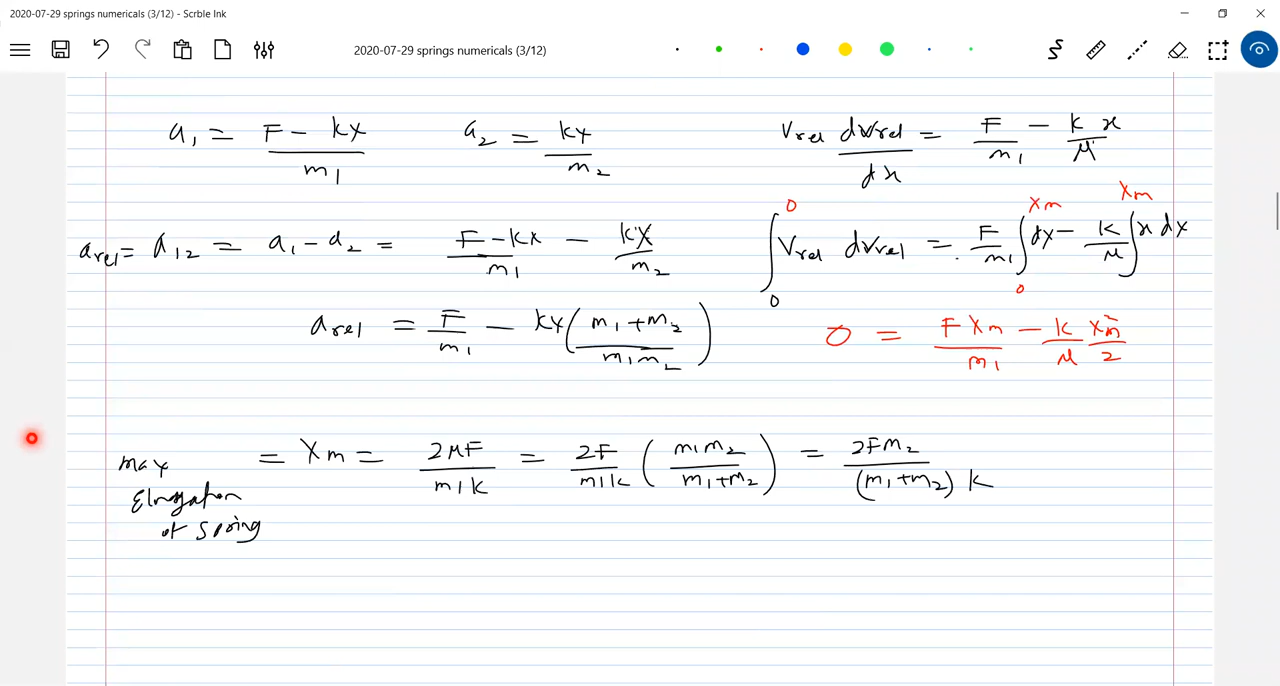 2020-07-29 springs numericals (3/12) - Scrble Ink
2020-07-29 springs numericals (3/12)
a₁ = (F - kx)/m₁
a₂ = kx/m₂
a_rel = a₁₂ = a₁ - a₂ = (F - kx)/m₁ - kx/m₂
a_rel = F/m₁ - kx((m₁ + m₂)/(m₁m₂))
V_rel dv_rel/dx = F/m₁ - (k/μ) x
∫₀⁰ V_rel dv_rel = F/m₁ ∫₀^xm dx - k/μ ∫^xm x dx
0 = F xm/m₁ - (k/μ) xm²/2
max = Xm = 2μF/(m₁k) = 2F/(m₁k) (m₁m₂/(m₁+m₂)) = 2Fm₂/((m₁+m₂) k)
Elongation
of Spring